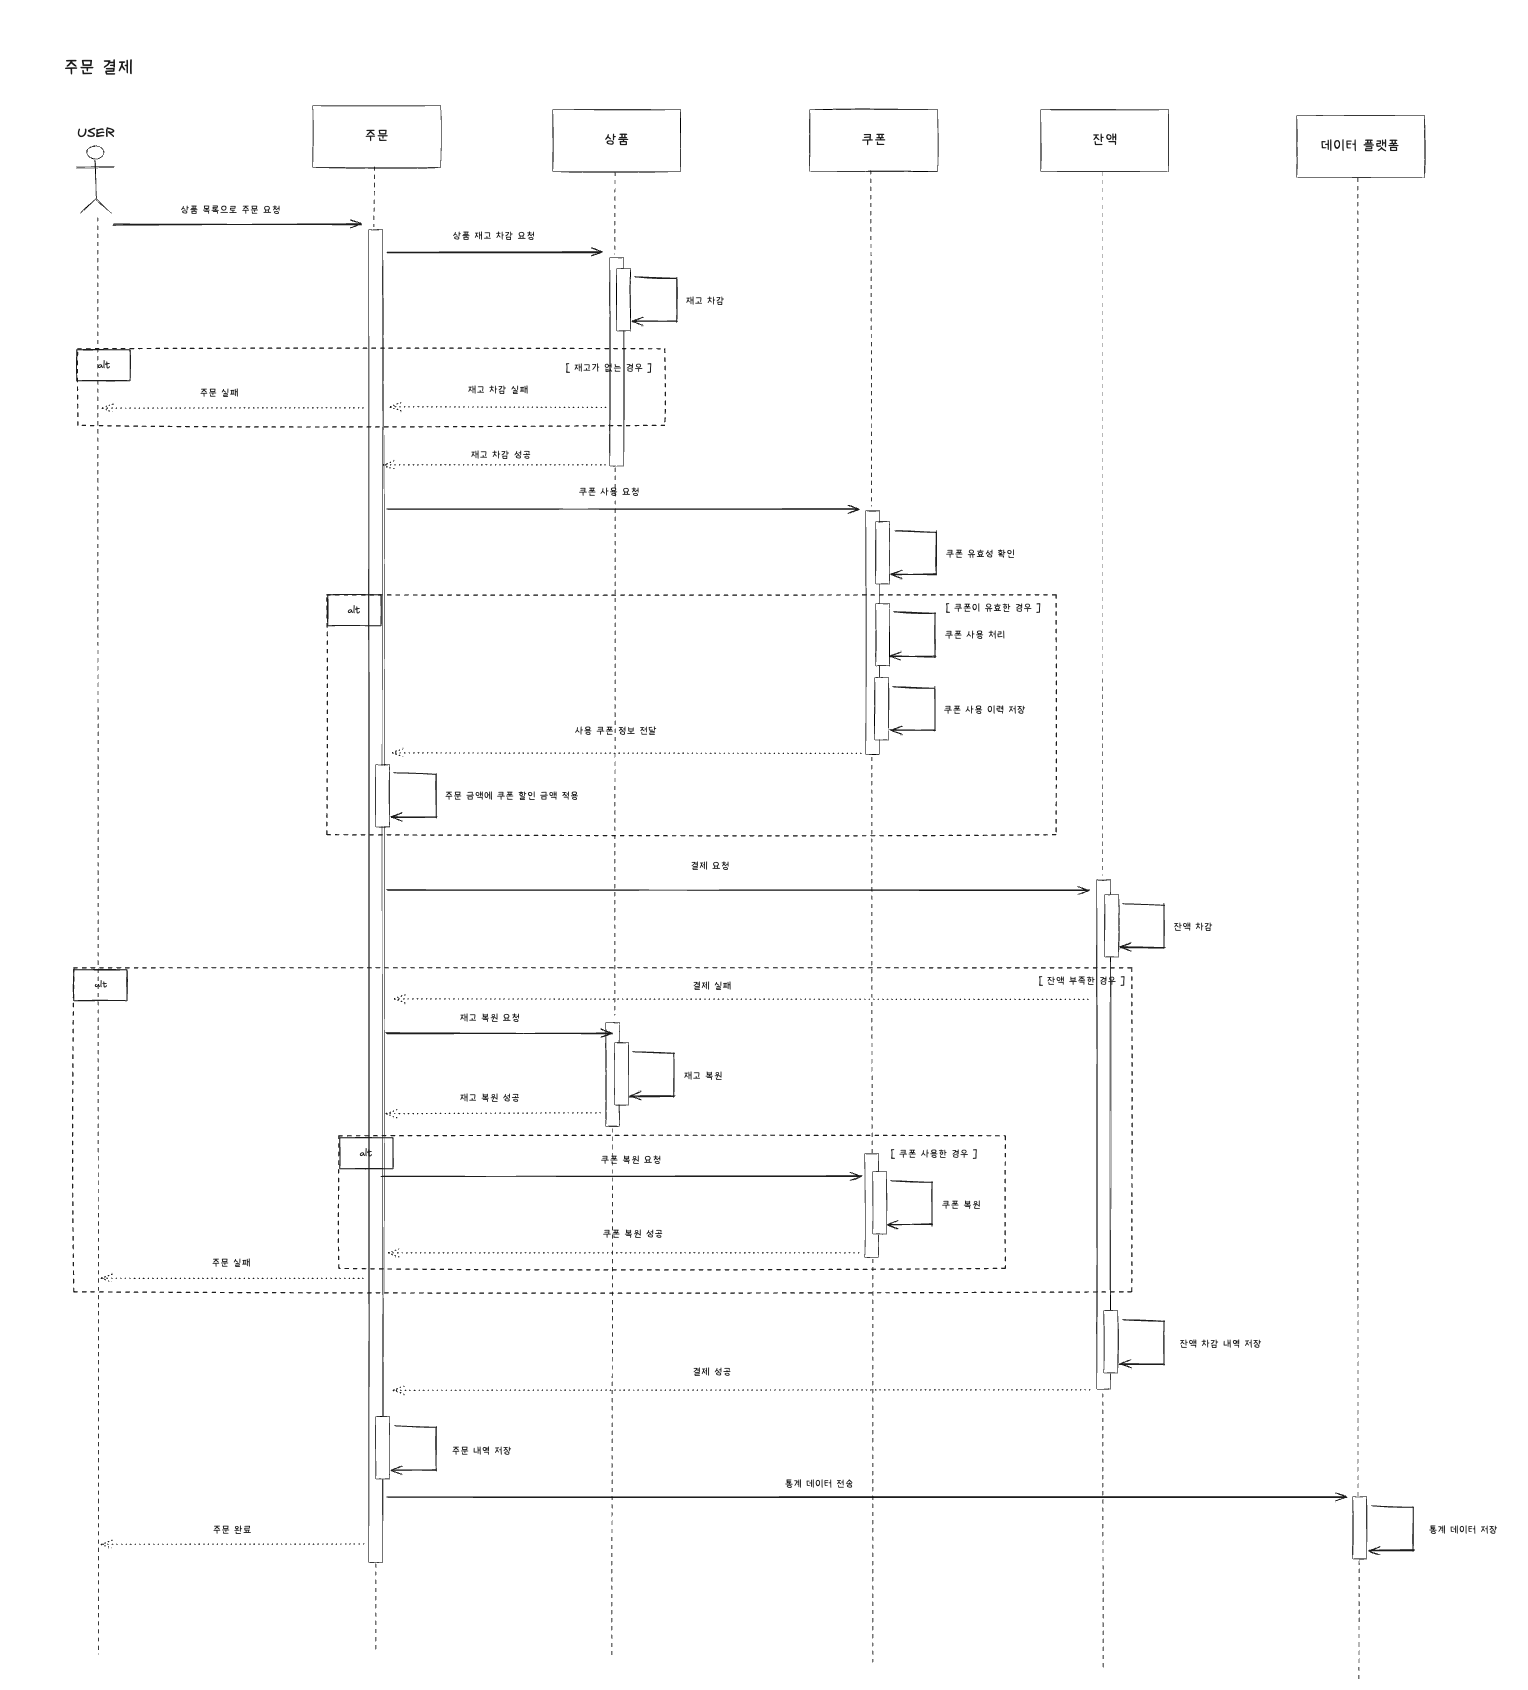 주문 결제
USER
주문
상품
쿠폰
잔액
데이터 플랫폼
상품 목록으로 주문 요청
상품 재고 차감 요청
재고 차감
alt
[ 재고가 없는 경우 ]
주문 실패
재고 차감 실패
재고 차감 성공
쿠폰 사용 요청
쿠폰 유효성 확인
alt
[ 쿠폰이 유효한 경우 ]
쿠폰 사용 처리
쿠폰 사용 이력 저장
사용 쿠폰 정보 전달
주문 금액에 쿠폰 할인 금액 적용
결제 요청
잔액 차감
alt
[ 잔액 부족한 경우 ]
결제 실패
재고 복원 요청
재고 복원
재고 복원 성공
alt
[ 쿠폰 사용한 경우 ]
쿠폰 복원 요청
쿠폰 복원
쿠폰 복원 성공
주문 실패
잔액 차감 내역 저장
결제 성공
주문 내역 저장
통계 데이터 전송
주문 완료
통계 데이터 저장